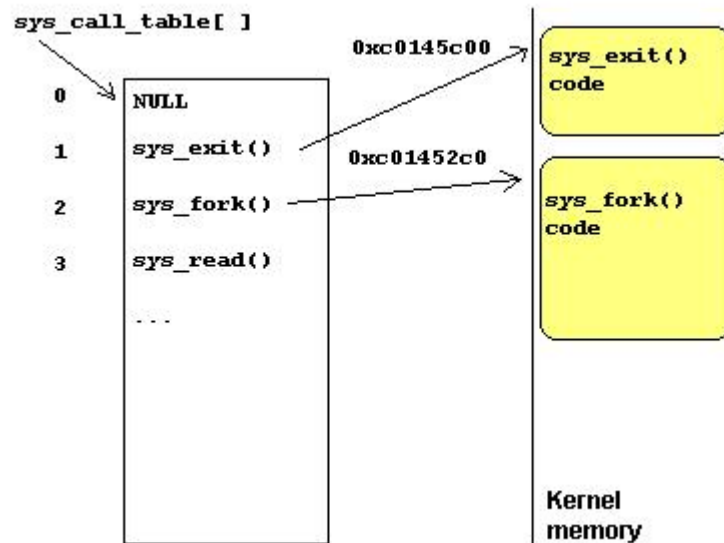 sys_call_table[ ]
0xc0145c00
sys_exit()
code
0
NULL
1
sys_exit()
0xc01452c0
2
sys_fork()
sys_fork()
code
3
sys_read()
...
Kernel
memory